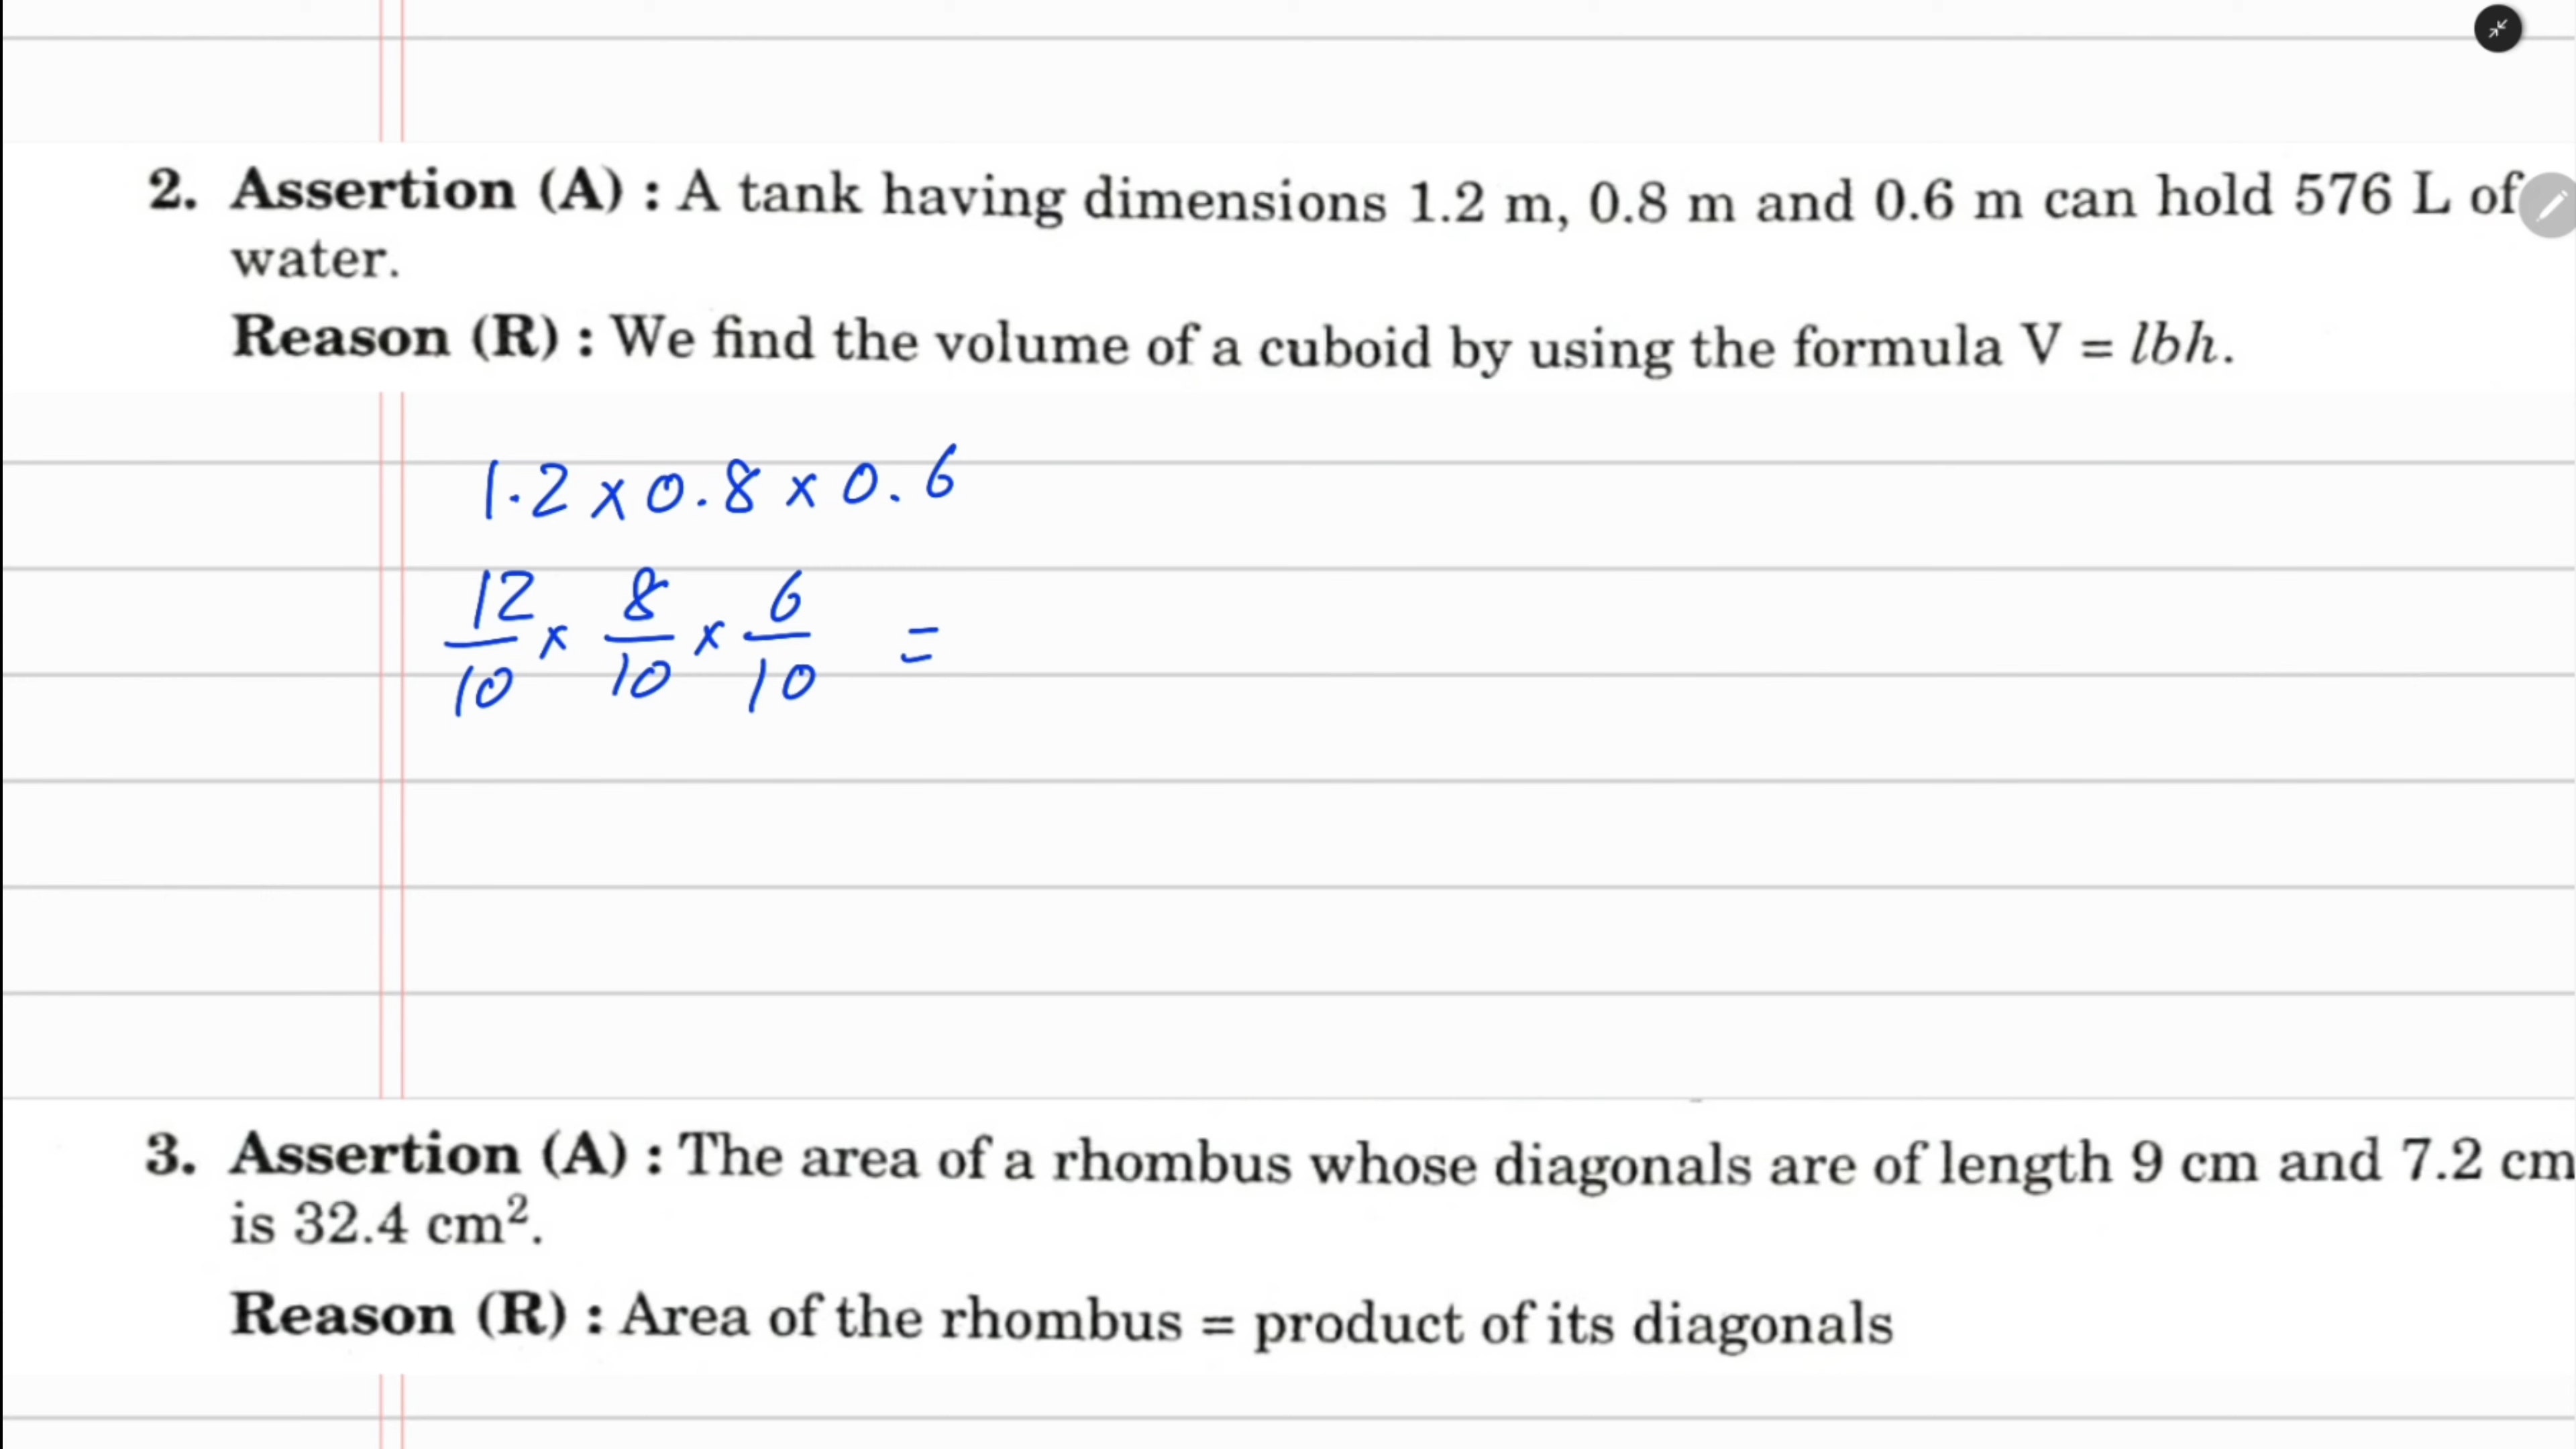 2. Assertion (A) : A tank having dimensions 1.2 m, 0.8 m and 0.6 m can hold 576 L of
water.
Reason (R) : We find the volume of a cuboid by using the formula V = lbh.
1.2 x 0.8 x 0.6
12/10 x 8/10 x 6/10 =
3. Assertion (A) : The area of a rhombus whose diagonals are of length 9 cm and 7.2 cm
is 32.4 cm².
Reason (R) : Area of the rhombus = product of its diagonals